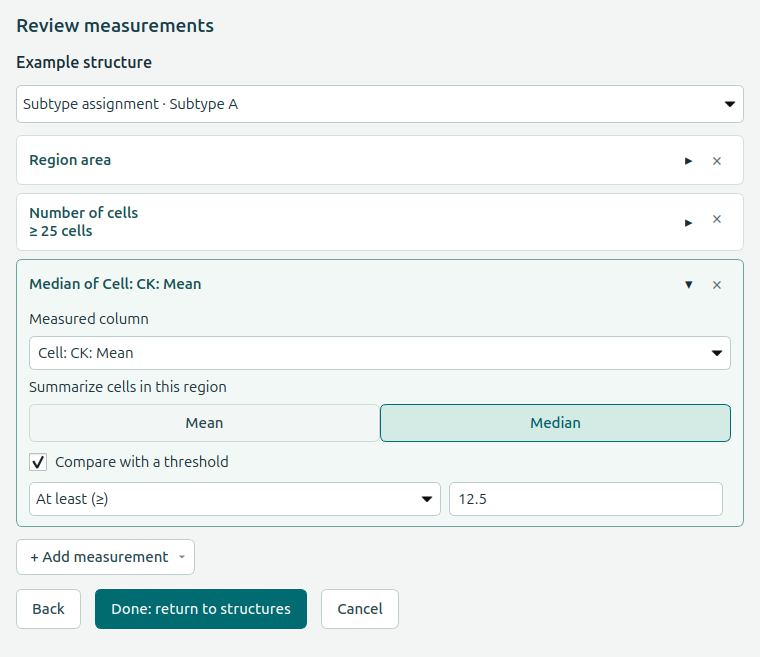 Review measurements
Example structure
Subtype assignment · Subtype A
Region area
Number of cells
≥ 25 cells
Median of Cell: CK: Mean
Measured column
Cell: CK: Mean
Summarize cells in this region
Mean
Median
Compare with a threshold
At least (≥)
12.5
+ Add measurement
Back
Done: return to structures
Cancel